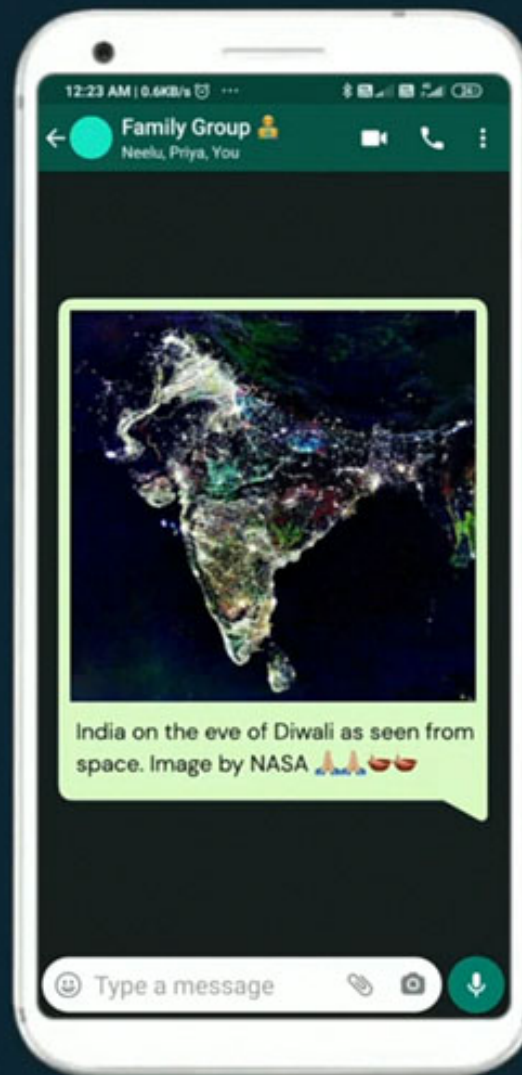 12:23 AM | 0.6KB/s
Family Group
Neelu, Priya, You
India on the eve of Diwali as seen from
space. Image by NASA 🙏🙏🪔🪔
Type a message